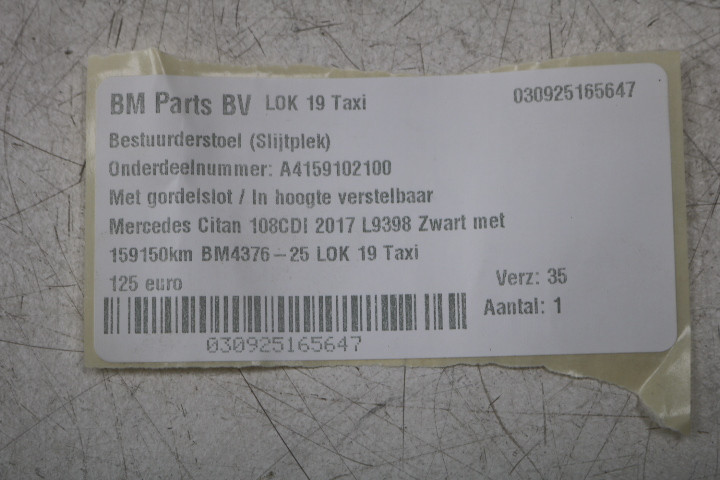 BM Parts BV LOK 19 Taxi 030925165647
Bestuurderstoel (Slijtplek)
Onderdeelnummer: A4159102100
Met gordelslot / In hoogte verstelbaar
Mercedes Citan 108CDI 2017 L9398 Zwart met
159150km BM4376-25 LOK 19 Taxi
125 euro Verz: 35
Aantal: 1
030925165647